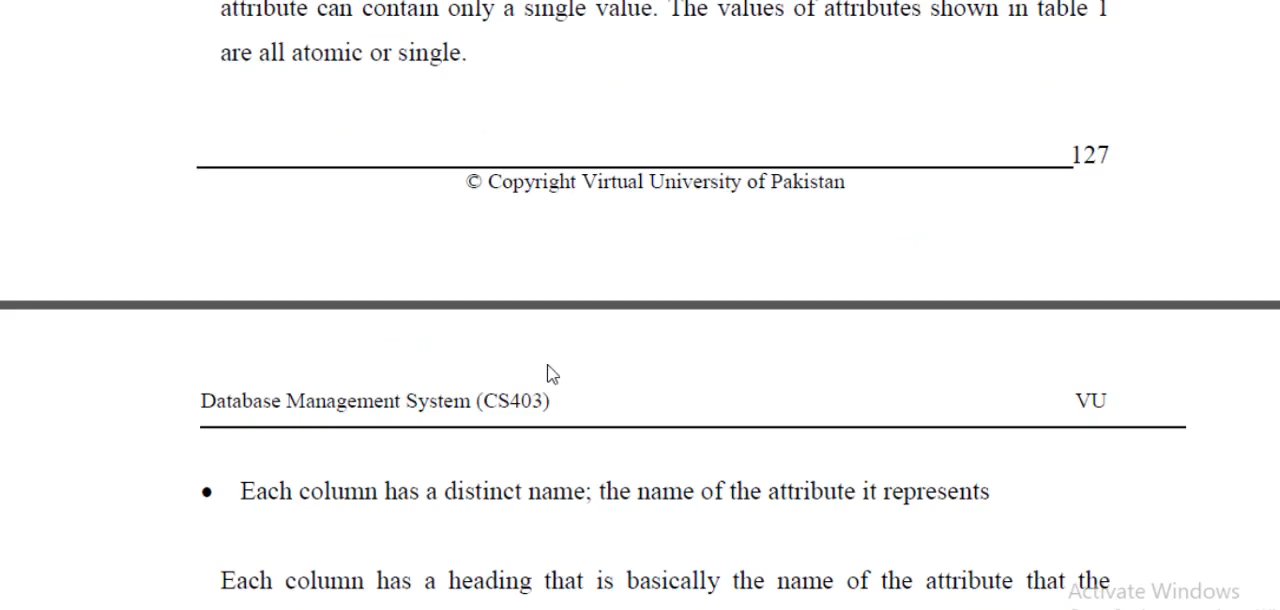 attribute can contain only a single value. The values of attributes shown in table 1
are all atomic or single.
127
© Copyright Virtual University of Pakistan
Database Management System (CS403) VU
• Each column has a distinct name; the name of the attribute it represents
Each column has a heading that is basically the name of the attribute that the
Activate Windows